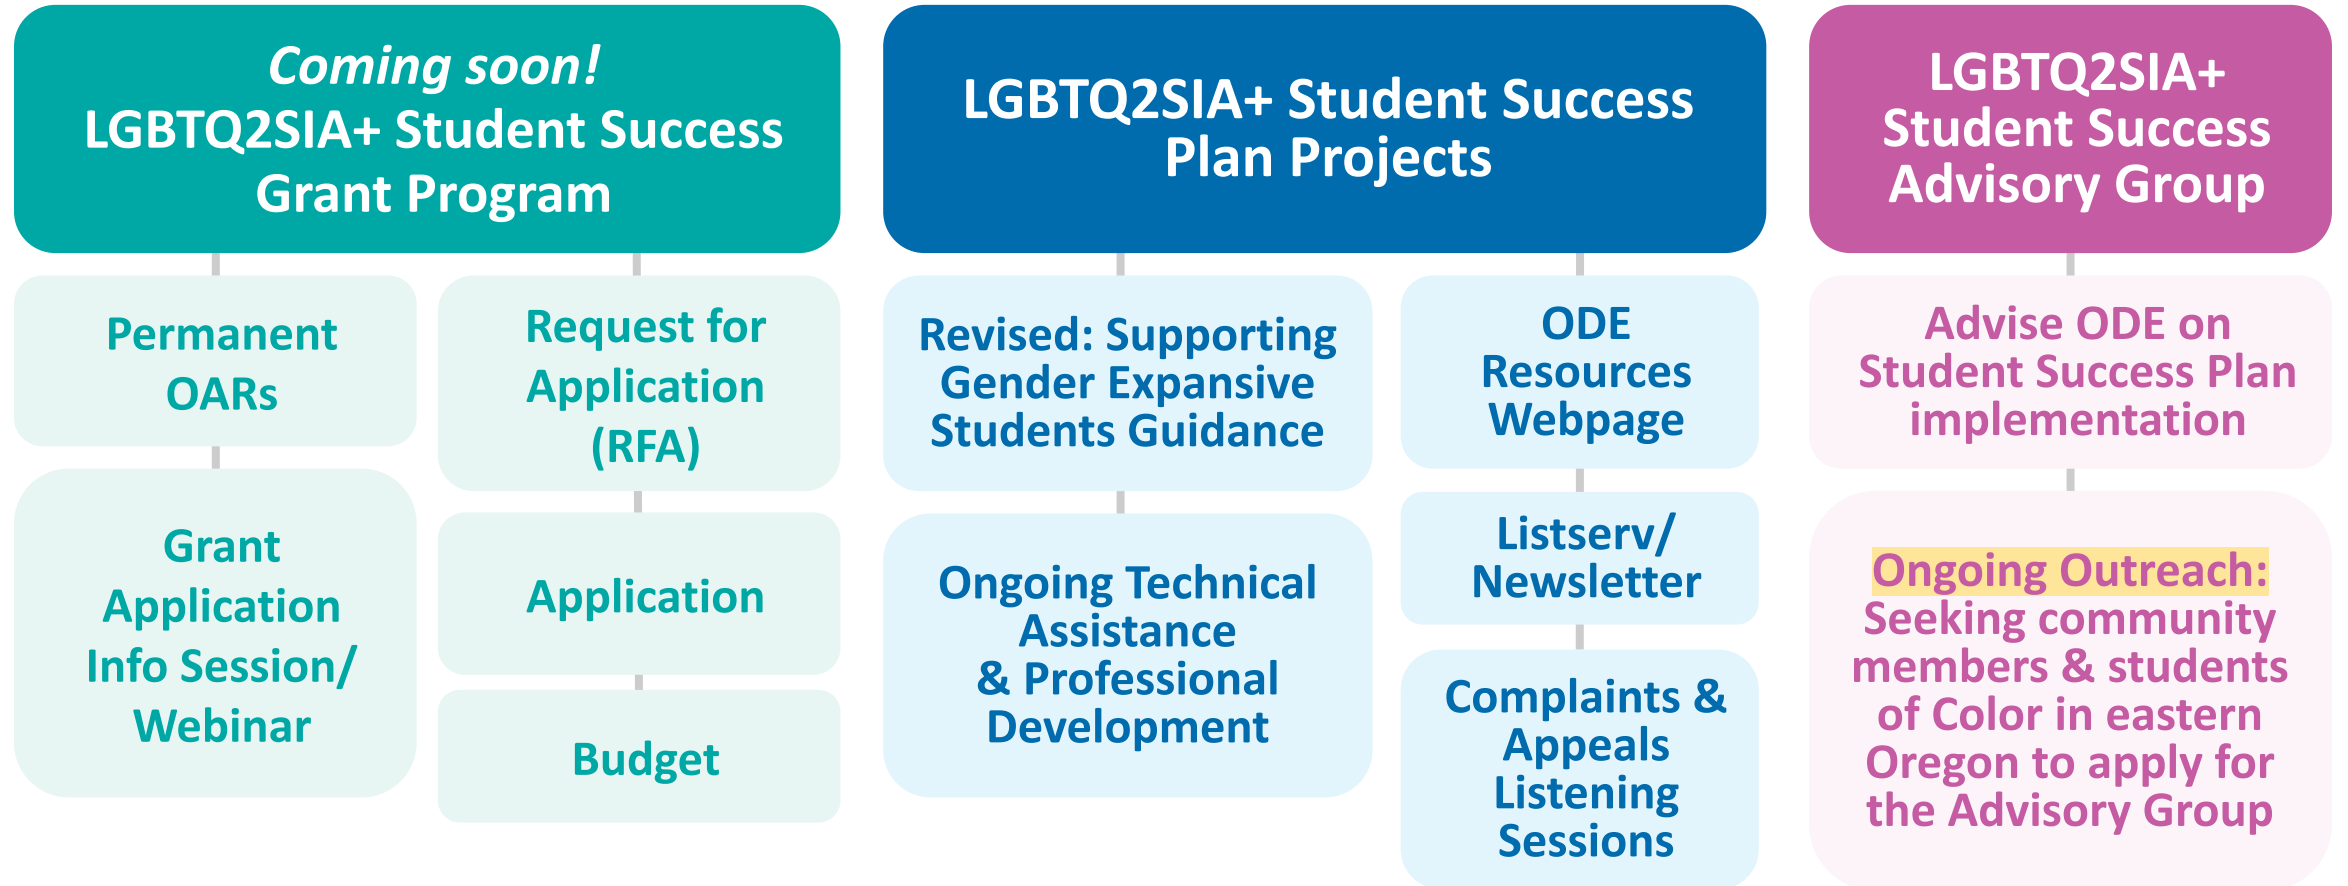 Coming soon!
LGBTQ2SIA+ Student Success
Grant Program
Permanent
OARs
Grant
Application
Info Session/
Webinar
Request for
Application
(RFA)
Application
Budget
LGBTQ2SIA+ Student Success
Plan Projects
Revised: Supporting
Gender Expansive
Students Guidance
Ongoing Technical
Assistance
& Professional
Development
ODE
Resources
Webpage
Listserv/
Newsletter
Complaints &
Appeals
Listening
Sessions
LGBTQ2SIA+
Student Success
Advisory Group
Advise ODE on
Student Success Plan
implementation
Ongoing Outreach:
Seeking community
members & students
of Color in eastern
Oregon to apply for
the Advisory Group